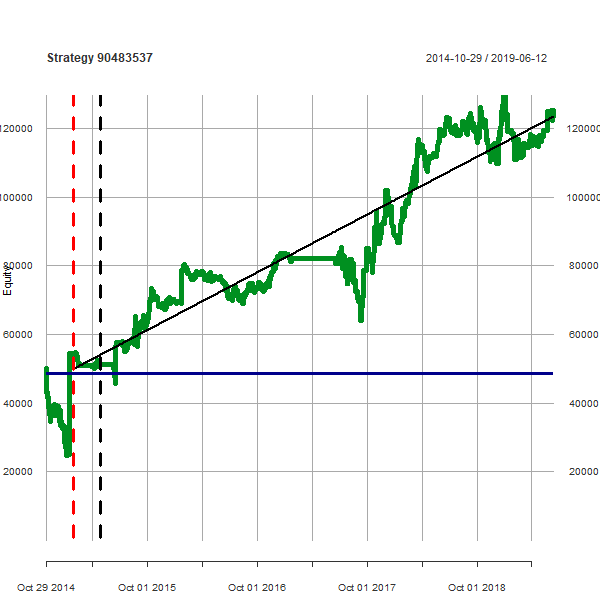 Strategy 90483537
2014-10-29 / 2019-06-12
120000
120000
100000
100000
80000
80000
Equity
60000
60000
40000
40000
20000
20000
Oct 29 2014
Oct 01 2015
Oct 01 2016
Oct 01 2017
Oct 01 2018